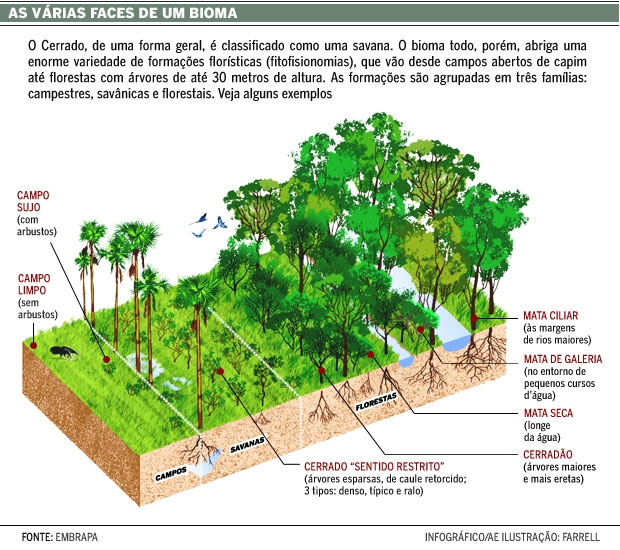 AS VÁRIAS FACES DE UM BIOMA
O Cerrado, de uma forma geral, é classificado como uma savana. O bioma todo, porém, abriga uma
enorme variedade de formações florísticas (fitofisionomias), que vão desde campos abertos de capim
até florestas com árvores de até 30 metros de altura. As formações são agrupadas em três famílias:
campestres, savânicas e florestais. Veja alguns exemplos
CAMPO
SUJO
(com
arbustos)
CAMPO
LIMPO
(sem
arbustos)
MATA CILIAR
(às margens
de rios maiores)
MATA DE GALERIA
(no entorno de
pequenos cursos
d'água)
MATA SECA
(longe
da água)
CERRADÃO
(árvores maiores
e mais eretas)
CAMPOS
SAVANAS
FLORESTAS
CERRADO “SENTIDO RESTRITO”
(árvores esparsas, de caule retorcido;
3 tipos: denso, típico e ralo)
FONTE: EMBRAPA
INFOGRÁFICO/AE ILUSTRAÇÃO: FARRELL